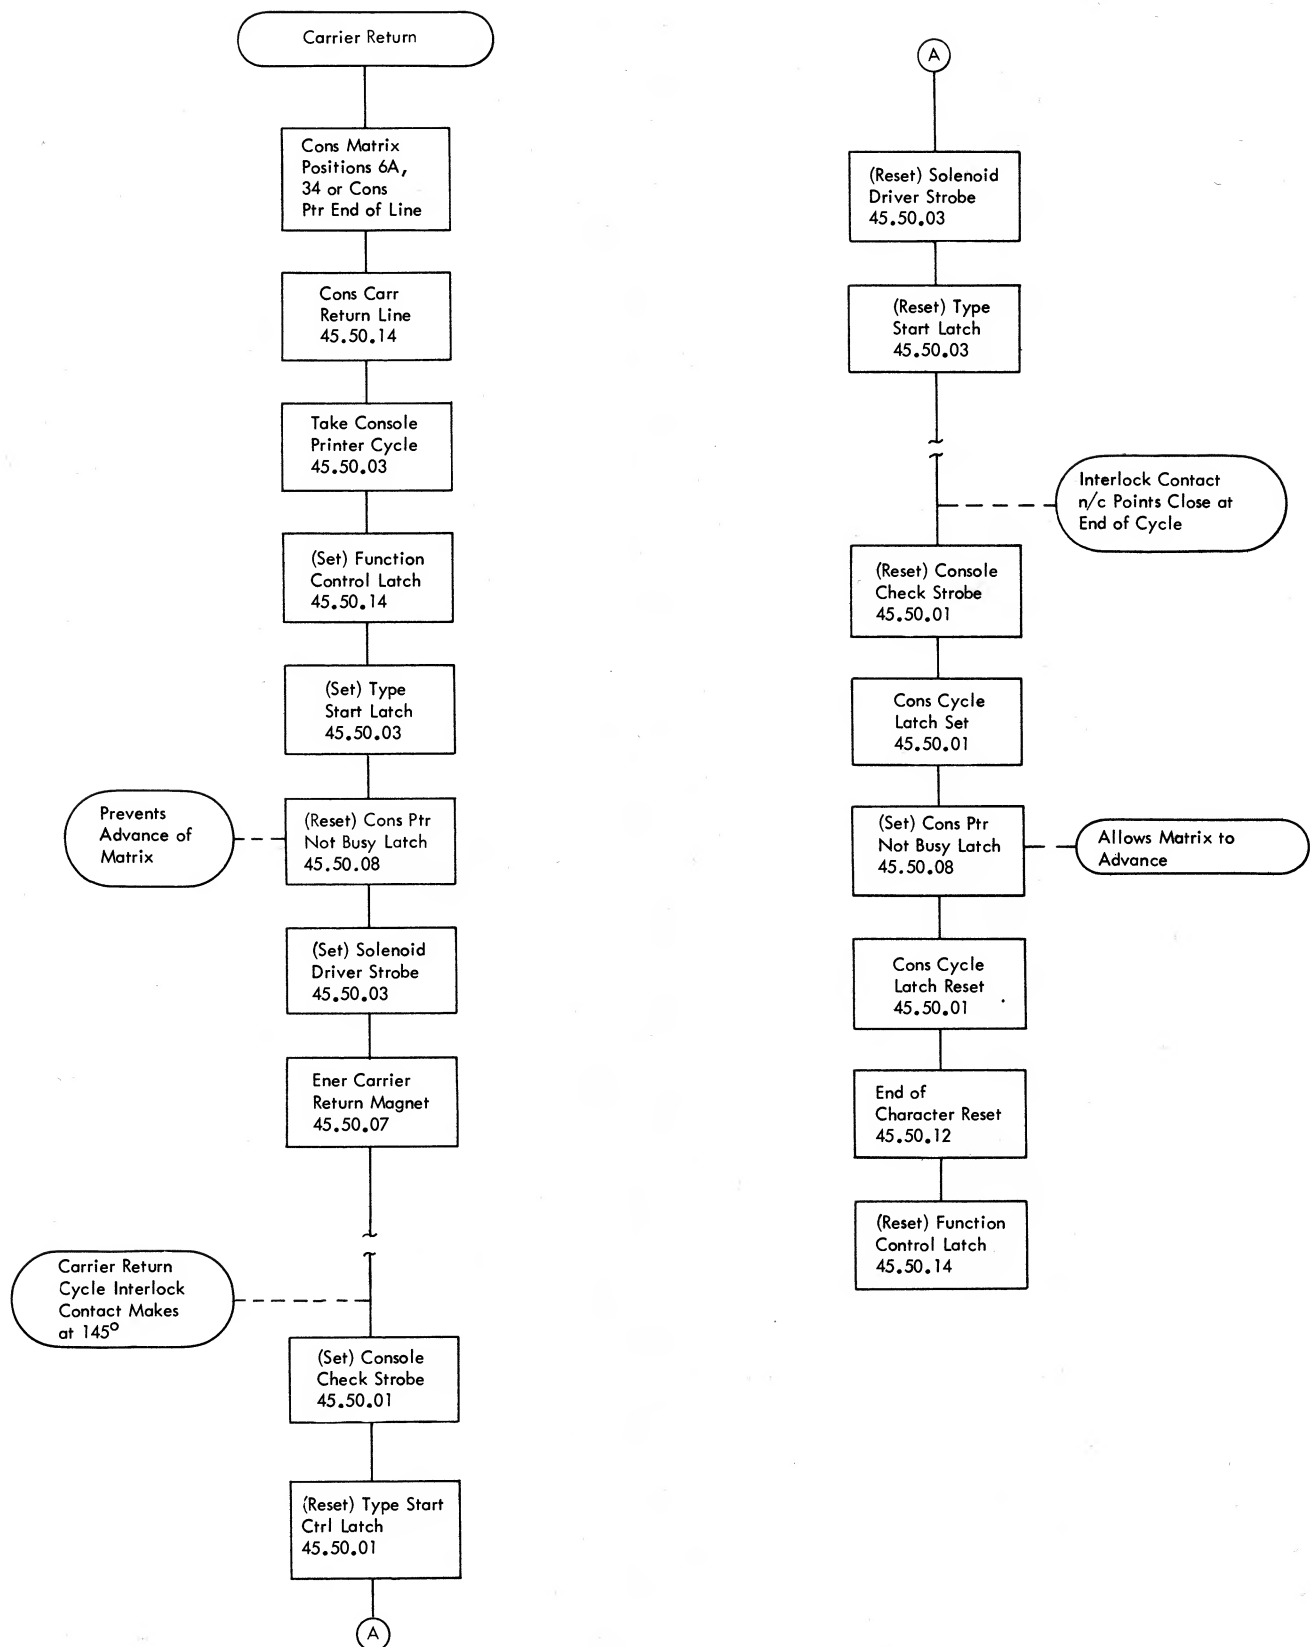 Carrier Return
Cons Matrix
Positions 6A,
34 or Cons
Ptr End of Line
Cons Carr
Return Line
45.50.14
Take Console
Printer Cycle
45.50.03
(Set) Function
Control Latch
45.50.14
(Set) Type
Start Latch
45.50.03
Prevents
Advance of
Matrix
(Reset) Cons Ptr
Not Busy Latch
45.50.08
(Set) Solenoid
Driver Strobe
45.50.03
Ener Carrier
Return Magnet
45.50.07
Carrier Return
Cycle Interlock
Contact Makes
at 145°
(Set) Console
Check Strobe
45.50.01
(Reset) Type Start
Ctrl Latch
45.50.01
A
A
(Reset) Solenoid
Driver Strobe
45.50.03
(Reset) Type
Start Latch
45.50.03
Interlock Contact
n/c Points Close at
End of Cycle
(Reset) Console
Check Strobe
45.50.01
Cons Cycle
Latch Set
45.50.01
(Set) Cons Ptr
Not Busy Latch
45.50.08
Allows Matrix to
Advance
Cons Cycle
Latch Reset
45.50.01
End of
Character Reset
45.50.12
(Reset) Function
Control Latch
45.50.14